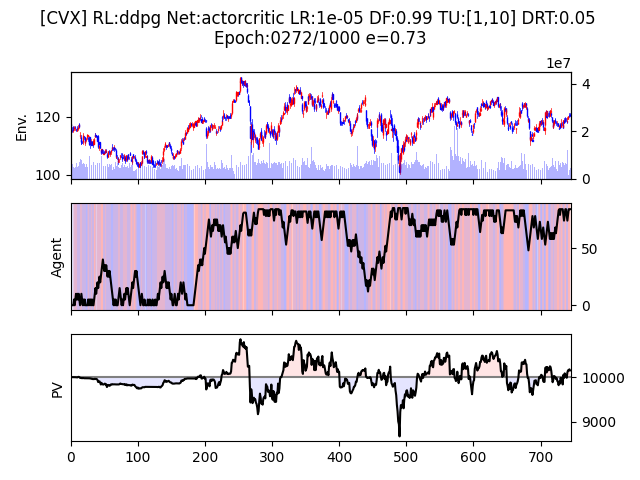 [CVX] RL:ddpg Net:actorcritic LR:1e-05 DF:0.99 TU:[1,10] DRT:0.05
Epoch:0272/1000 e=0.73
1e7
Env.
120
100
4
2
0
Agent
50
0
PV
10000
9000
0 100 200 300 400 500 600 700